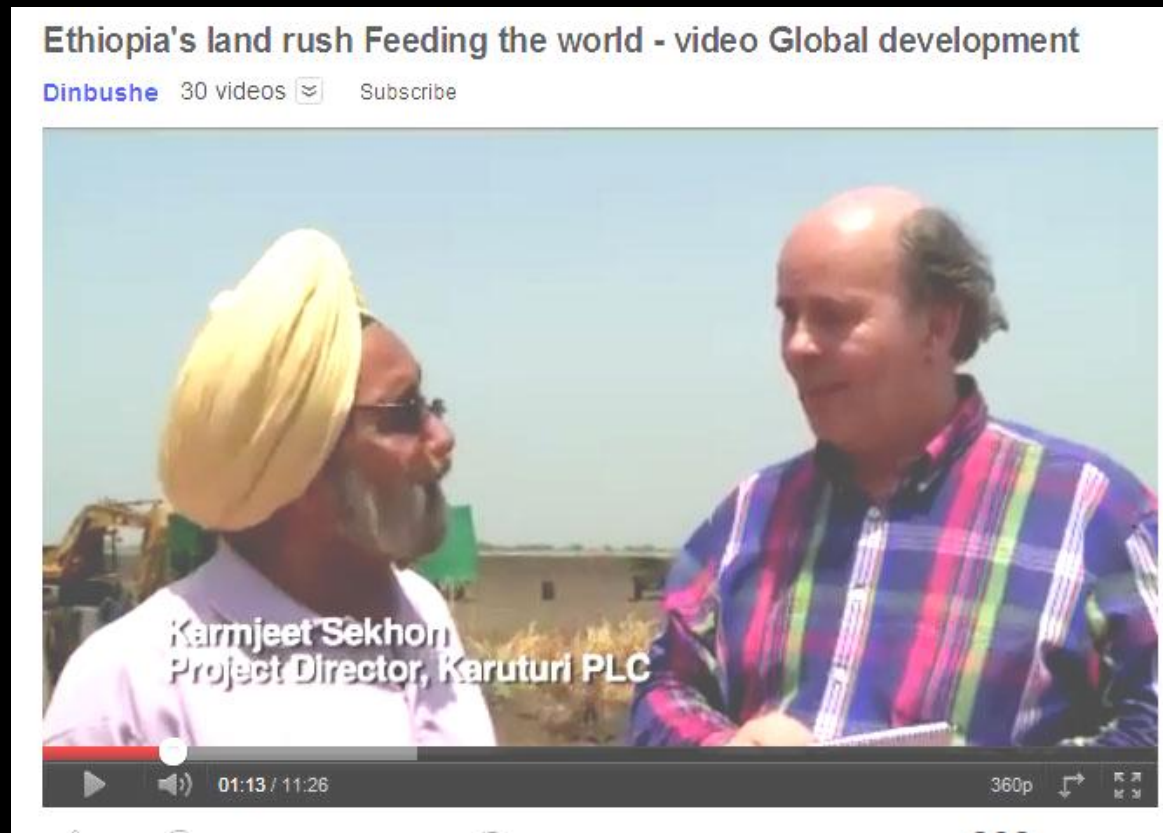 Ethiopia's land rush Feeding the world - video Global development
Dinbushe 30 videos Subscribe
Karmjeet Sekhon
Project Director, Karuturi PLC
01:13 / 11:26 360p